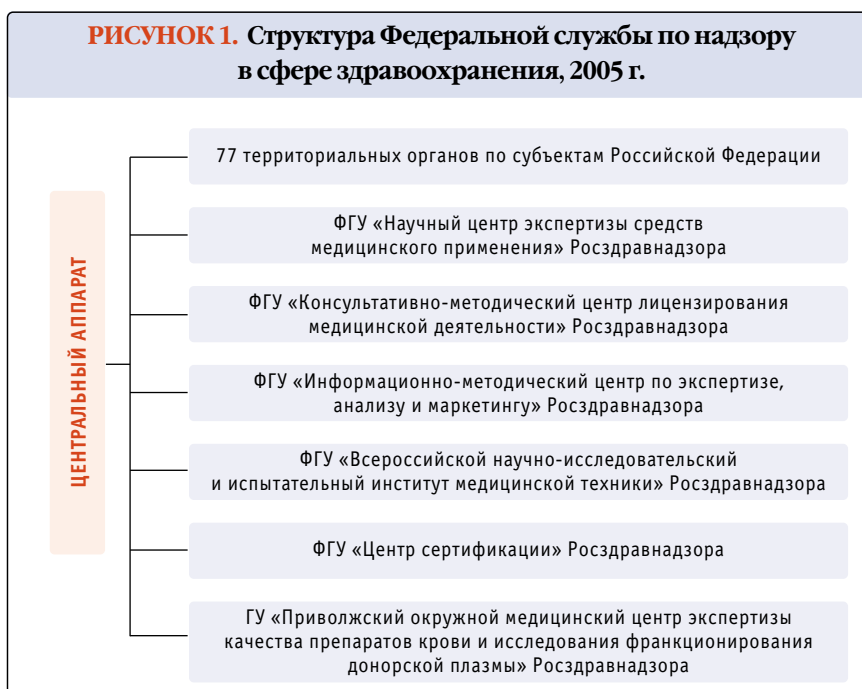 РИСУНОК 1. Структура Федеральной службы по надзору
в сфере здравоохранения, 2005 г.
ЦЕНТРАЛЬНЫЙ АППАРАТ
77 территориальных органов по субъектам Российской Федерации
ФГУ «Научный центр экспертизы средств
медицинского применения» Росздравнадзора
ФГУ «Консультативно-методический центр лицензирования
медицинской деятельности» Росздравнадзора
ФГУ «Информационно-методический центр по экспертизе,
анализу и маркетингу» Росздравнадзора
ФГУ «Всероссийской научно-исследовательский
и испытательный институт медицинской техники» Росздравнадзора
ФГУ «Центр сертификации» Росздравнадзора
ГУ «Приволжский окружной медицинский центр экспертизы
качества препаратов крови и исследования франкционирования
донорской плазмы» Росздравнадзора